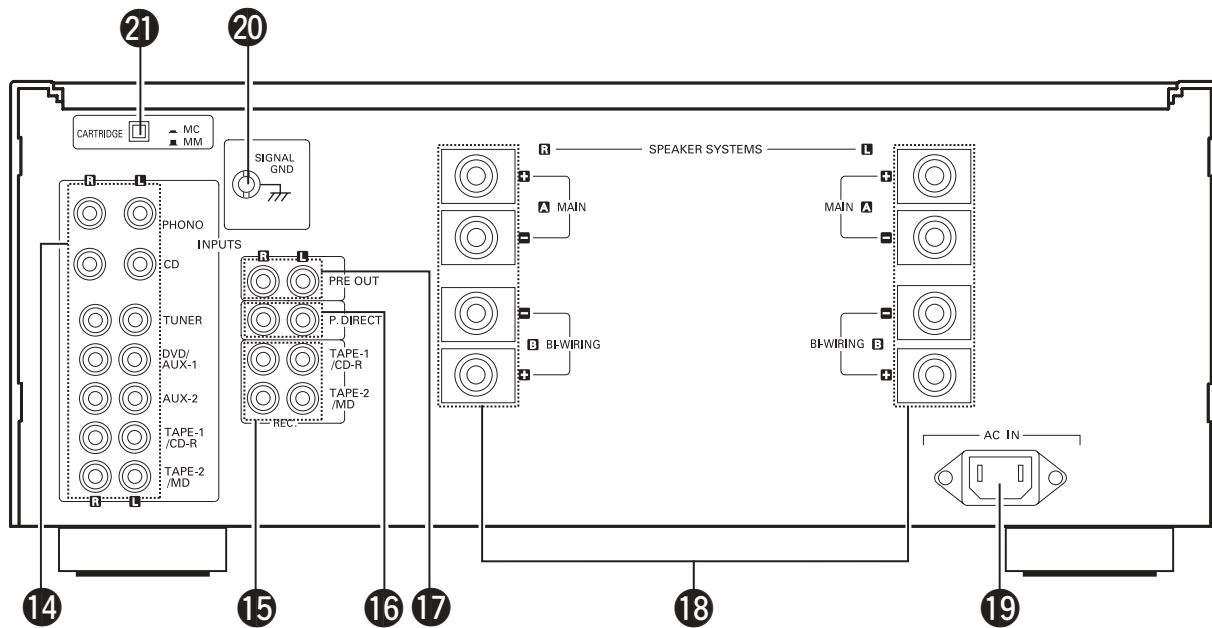 21
20
CARTRIDGE
MC
MM
SIGNAL
GND
R
L
PHONO
INPUTS
CD
TUNER
DVD/
AUX-1
AUX-2
TAPE-1
/CD-R
TAPE-2
/MD
R
L
R
L
PRE OUT
P.DIRECT
TAPE-1
/CD-R
TAPE-2
/MD
REC.
R SPEAKER SYSTEMS L
+
A MAIN
−
−
B BI-WIRING
+
+
MAIN A
−
−
BI-WIRING B
+
AC IN
14
15
16
17
18
19